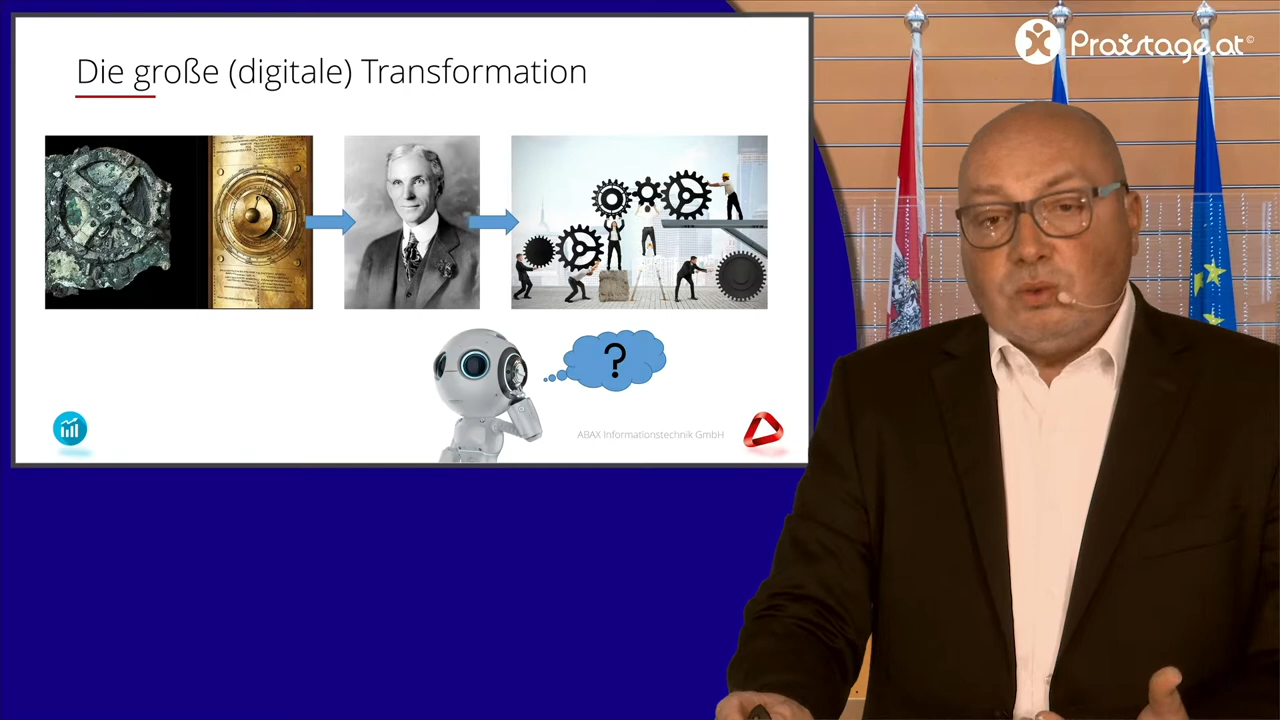 Die große (digitale) Transformation
Praxistage.at©
?
ABAX Informationstechnik GmbH